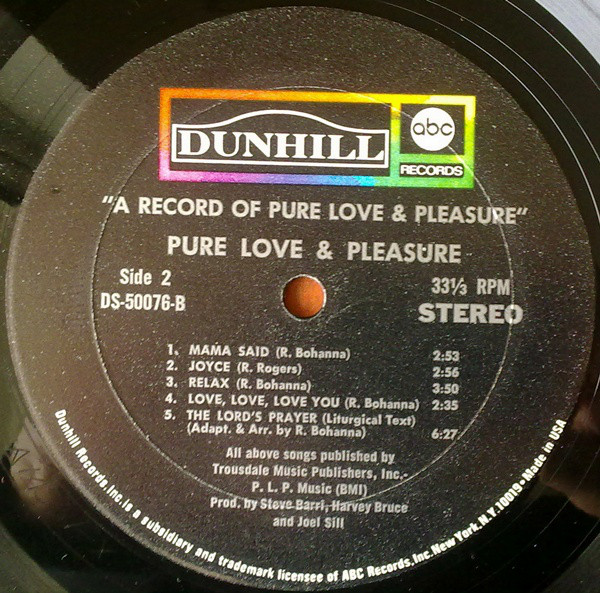 DUNHILL
abc
RECORDS
"A RECORD OF PURE LOVE & PLEASURE"
PURE LOVE & PLEASURE
Side 2
DS-50076-B
33⅓ RPM
STEREO
1. MAMA SAID (R. Bohanna) 2:53
2. JOYCE (R. Rogers) 2:56
3. RELAX (R. Bohanna) 3:50
4. LOVE, LOVE, LOVE YOU (R. Bohanna) 2:35
5. THE LORD'S PRAYER (Liturgical Text)
(Adapt. & Arr. by R. Bohanna) 6:27
All above songs published by
Trousdale Music Publishers, Inc.-
P. L. P. Music (BMI)
Prod. by Steve Barri, Harvey Bruce
and Joel Sill
Dunhill Records, Inc. is a subsidiary and trademark licensee of ABC Records, Inc. New York, N.Y. 10019 • Made in USA